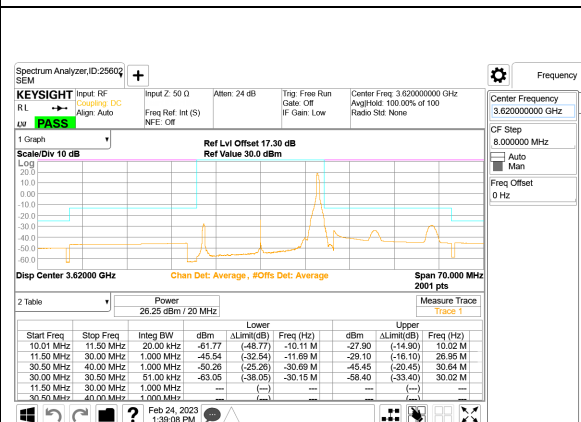 Spectrum Analyzer,ID:25602
SEM
Frequency
KEYSIGHT Input: RF Input Z: 50 Ω Atten: 24 dB Trig: Free Run Center Freq: 3.620000000 GHz
R L Coupling: DC Gate: Off Avg|Hold: 100.00% of 100
Align: Auto Freq Ref: Int (S) IF Gain: Low Radio Std: None
LXI PASS NFE: Off
Center Frequency
3.620000000 GHz
CF Step
8.000000 MHz
Auto
Man
Freq Offset
0 Hz
1 Graph
Ref Lvl Offset 17.30 dB
Scale/Div 10 dB Ref Value 30.0 dBm
Log
20.0
10.0
0.00
-10.0
-20.0
-30.0
-40.0
-50.0
-60.0
Disp Center 3.62000 GHz Chan Det: Average, #Offs Det: Average Span 70.000 MHz
2001 pts
2 Table Power Measure Trace
26.25 dBm / 20 MHz Trace 1
Lower Upper
Start Freq Stop Freq Integ BW dBm ΔLimit(dB) Freq (Hz) dBm ΔLimit(dB) Freq (Hz)
10.01 MHz 11.50 MHz 20.00 kHz -61.77 (-48.77) -10.11 M -27.90 (-14.90) 10.02 M
11.50 MHz 30.00 MHz 1.000 MHz -45.54 (-32.54) -11.69 M -29.10 (-16.10) 26.95 M
30.50 MHz 40.00 MHz 1.000 MHz -50.26 (-25.26) -30.69 M -45.45 (-20.45) 30.64 M
30.00 MHz 30.50 MHz 51.00 kHz -63.05 (-38.05) -30.15 M -58.40 (-33.40) 30.02 M
11.50 MHz 30.00 MHz 1.000 MHz --- (---) --- --- (---) ---
30.50 MHz 40.00 MHz 1.000 MHz --- (---) --- --- (---) ---
Feb 24, 2023
1:39:08 PM